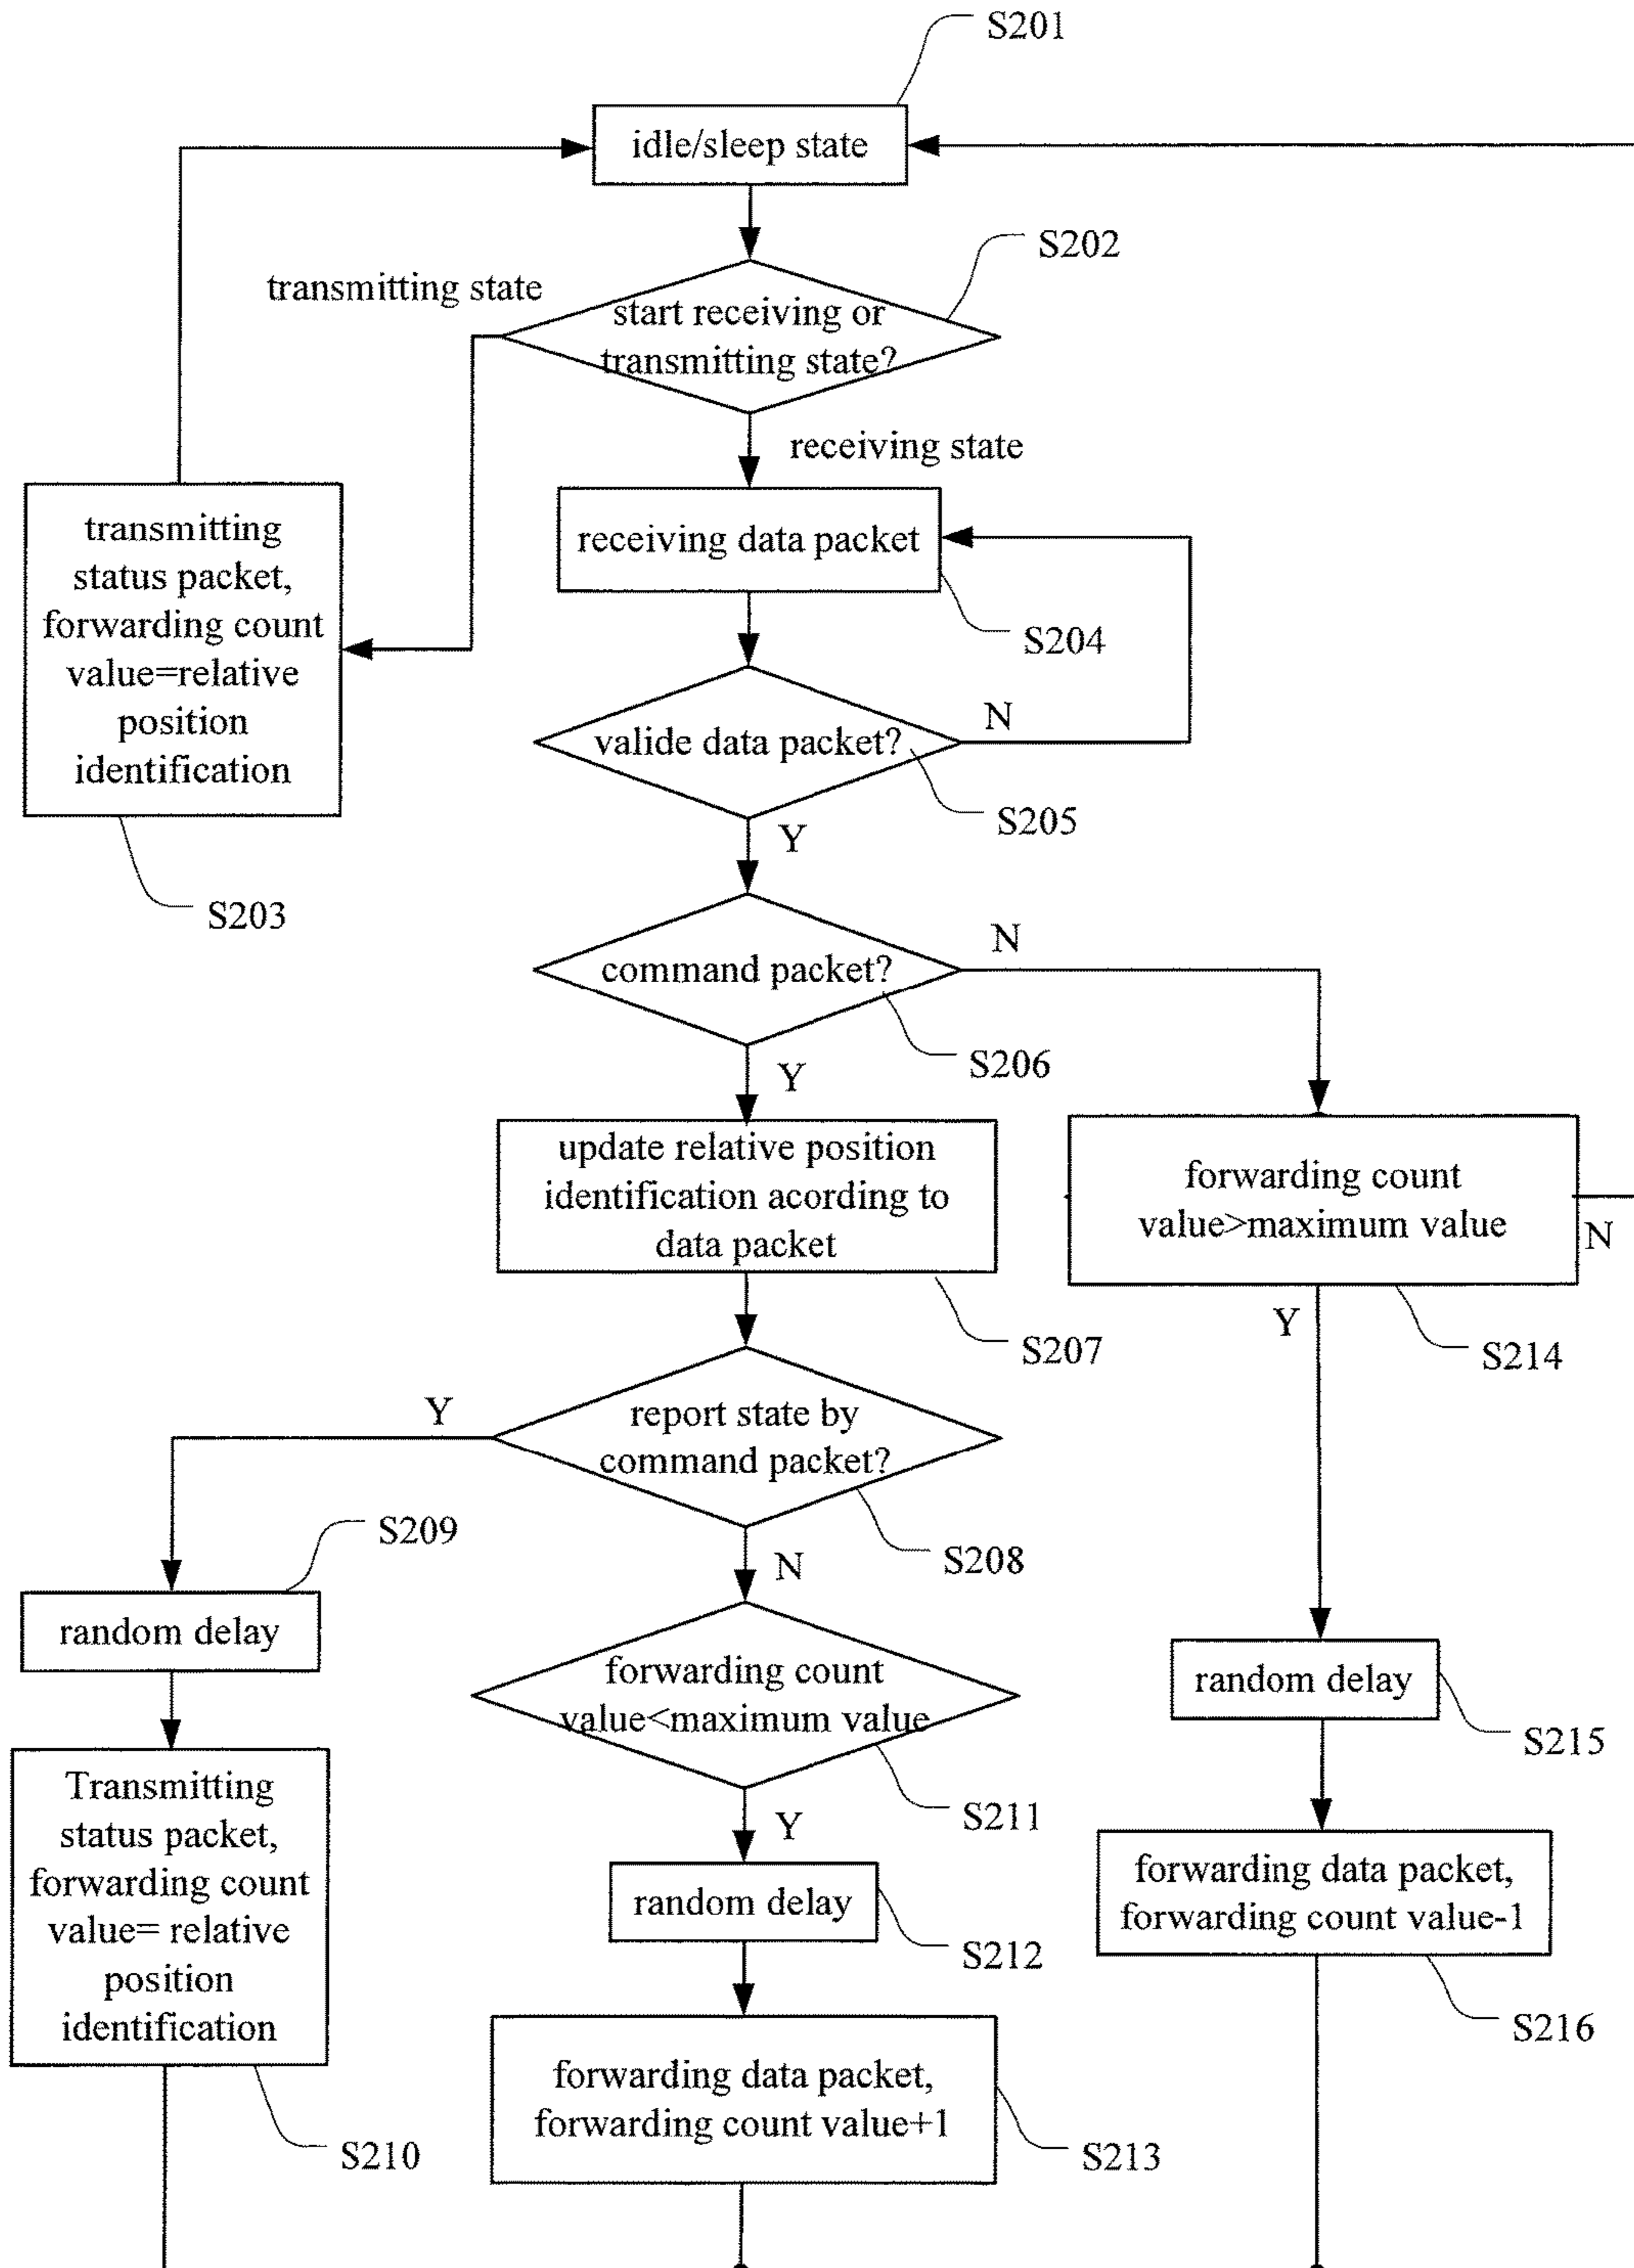 S201
idle/sleep state
S202
transmitting state
start receiving or
transmitting state?
receiving state
transmitting
status packet,
forwarding count
value=relative
position
identification
S203
receiving data packet
S204
valide data packet?
N
S205
Y
command packet?
N
S206
Y
update relative position
identification acording to
data packet
S207
forwarding count
value>maximum value
N
S214
Y
report state by
command packet?
Y
S208
N
S209
random delay
forwarding count
value<maximum value
S211
Y
random delay
S215
Transmitting
status packet,
forwarding count
value= relative
position
identification
S210
random delay
S212
forwarding data packet,
forwarding count value-1
S216
forwarding data packet,
forwarding count value+1
S213